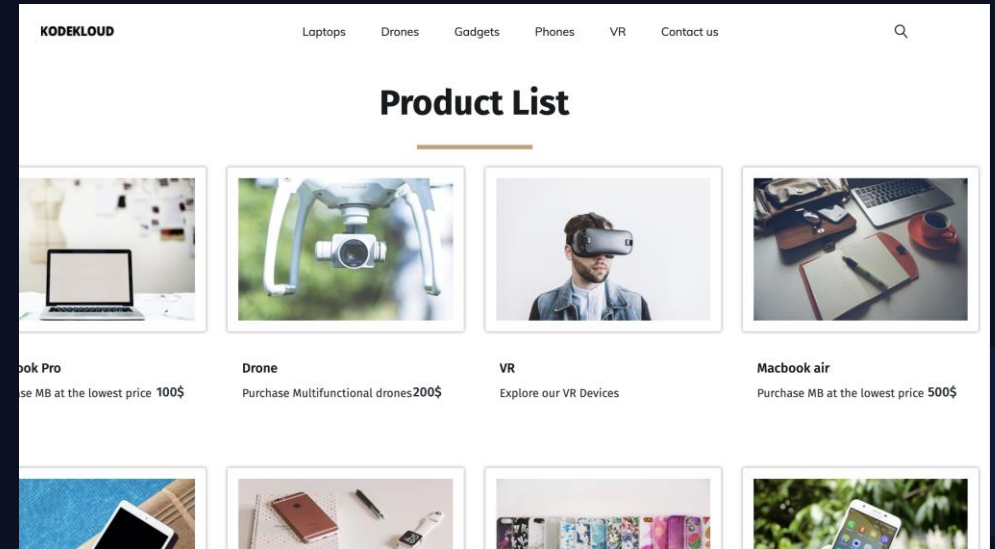 KODEKLOUD
Laptops Drones Gadgets Phones VR Contact us
Product List
ook Pro
Drone
VR
Macbook air
se MB at the lowest price 100$
Purchase Multifunctional drones200$
Explore our VR Devices
Purchase MB at the lowest price 500$